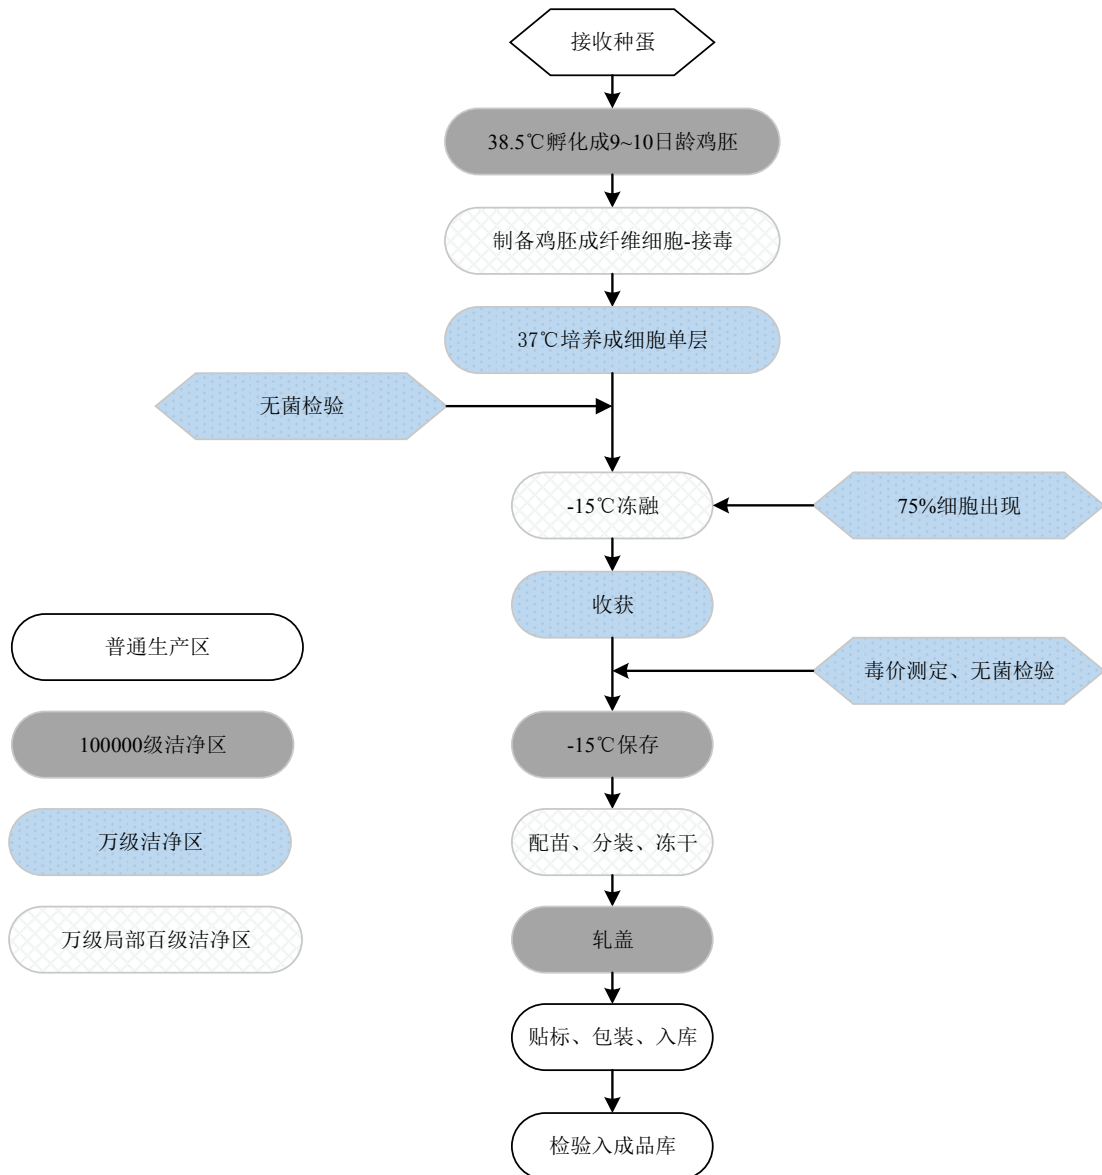 接收种蛋
38.5℃孵化成9~10日龄鸡胚
制备鸡胚成纤维细胞-接毒
37℃培养成细胞单层
无菌检验
-15℃冻融
75%细胞出现
收获
普通生产区
毒价测定、无菌检验
100000级洁净区
-15℃保存
万级洁净区
配苗、分装、冻干
万级局部百级洁净区
轧盖
贴标、包装、入库
检验入成品库